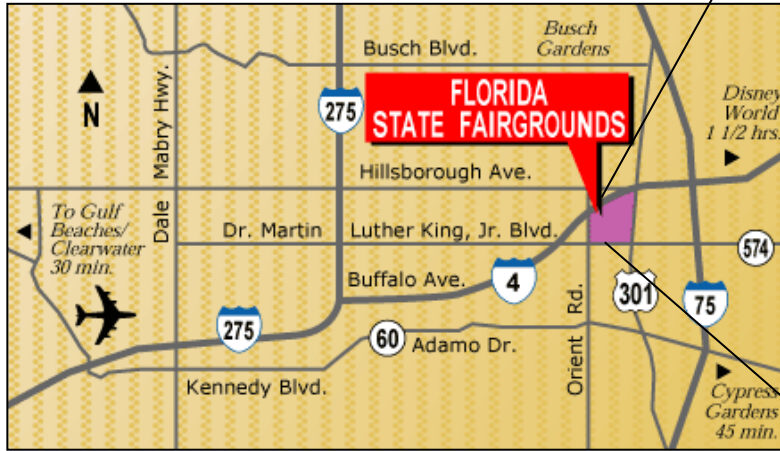 Busch Blvd.
Busch
Gardens
N
Dale Mabry Hwy.
275
FLORIDA
STATE FAIRGROUNDS
Disney
World
1 1/2 hrs.
Hillsborough Ave.
To Gulf
Beaches/
Clearwater
30 min.
Dr. Martin Luther King, Jr. Blvd.
574
Buffalo Ave.
4
301
75
Orient Rd.
275
60
Adamo Dr.
Kennedy Blvd.
Cypress
Gardens
45 min.